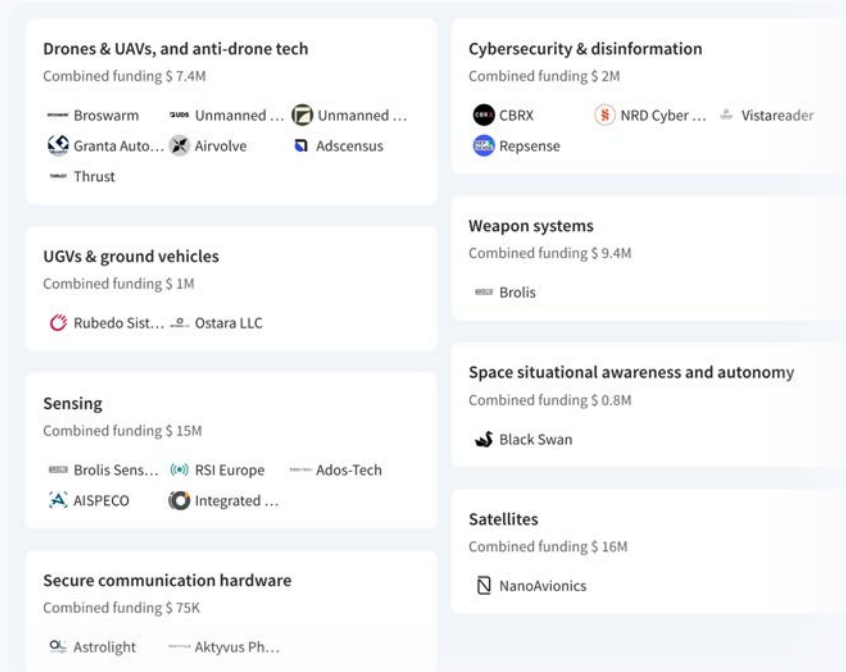 Drones & UAVs, and anti-drone tech
Combined funding $ 7.4M
Broswarm Unmanned ... Unmanned ...
Granta Auto... Airvolve Adscensus
Thrust
UGVs & ground vehicles
Combined funding $ 1M
Rubedo Sist... Ostara LLC
Sensing
Combined funding $ 15M
Brolis Sens... RSI Europe Ados-Tech
AISPECO Integrated ...
Secure communication hardware
Combined funding $ 75K
Astrolight Aktyvus Ph...
Cybersecurity & disinformation
Combined funding $ 2M
CBRX NRD Cyber ... Vistareader
Repsense
Weapon systems
Combined funding $ 9.4M
Brolis
Space situational awareness and autonomy
Combined funding $ 0.8M
Black Swan
Satellites
Combined funding $ 16M
NanoAvionics